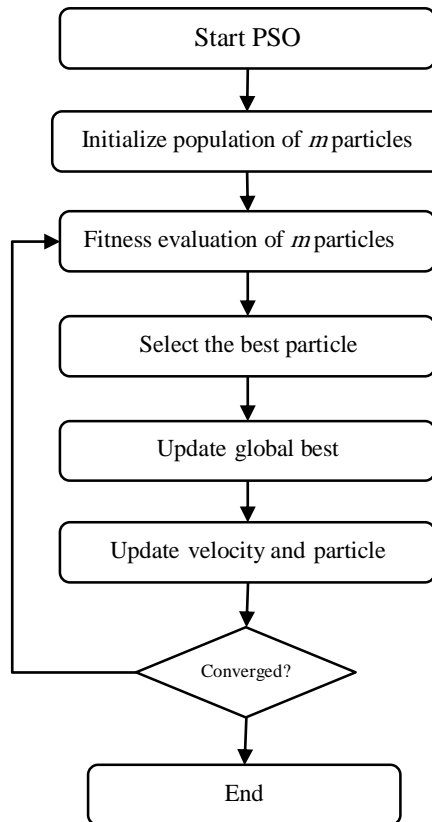 Start PSO
Initialize population of m particles
Fitness evaluation of m particles
Select the best particle
Update global best
Update velocity and particle
Converged?
End